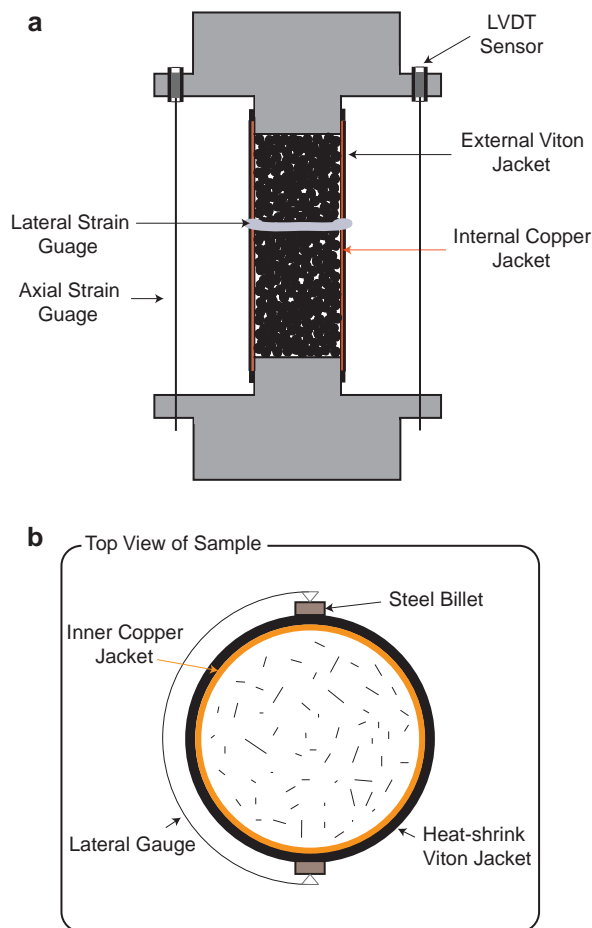 a
LVDT
Sensor
External Viton
Jacket
Lateral Strain
Guage
Internal Copper
Jacket
Axial Strain
Guage
b
Top View of Sample
Steel Billet
Inner Copper
Jacket
Lateral Gauge
Heat-shrink
Viton Jacket